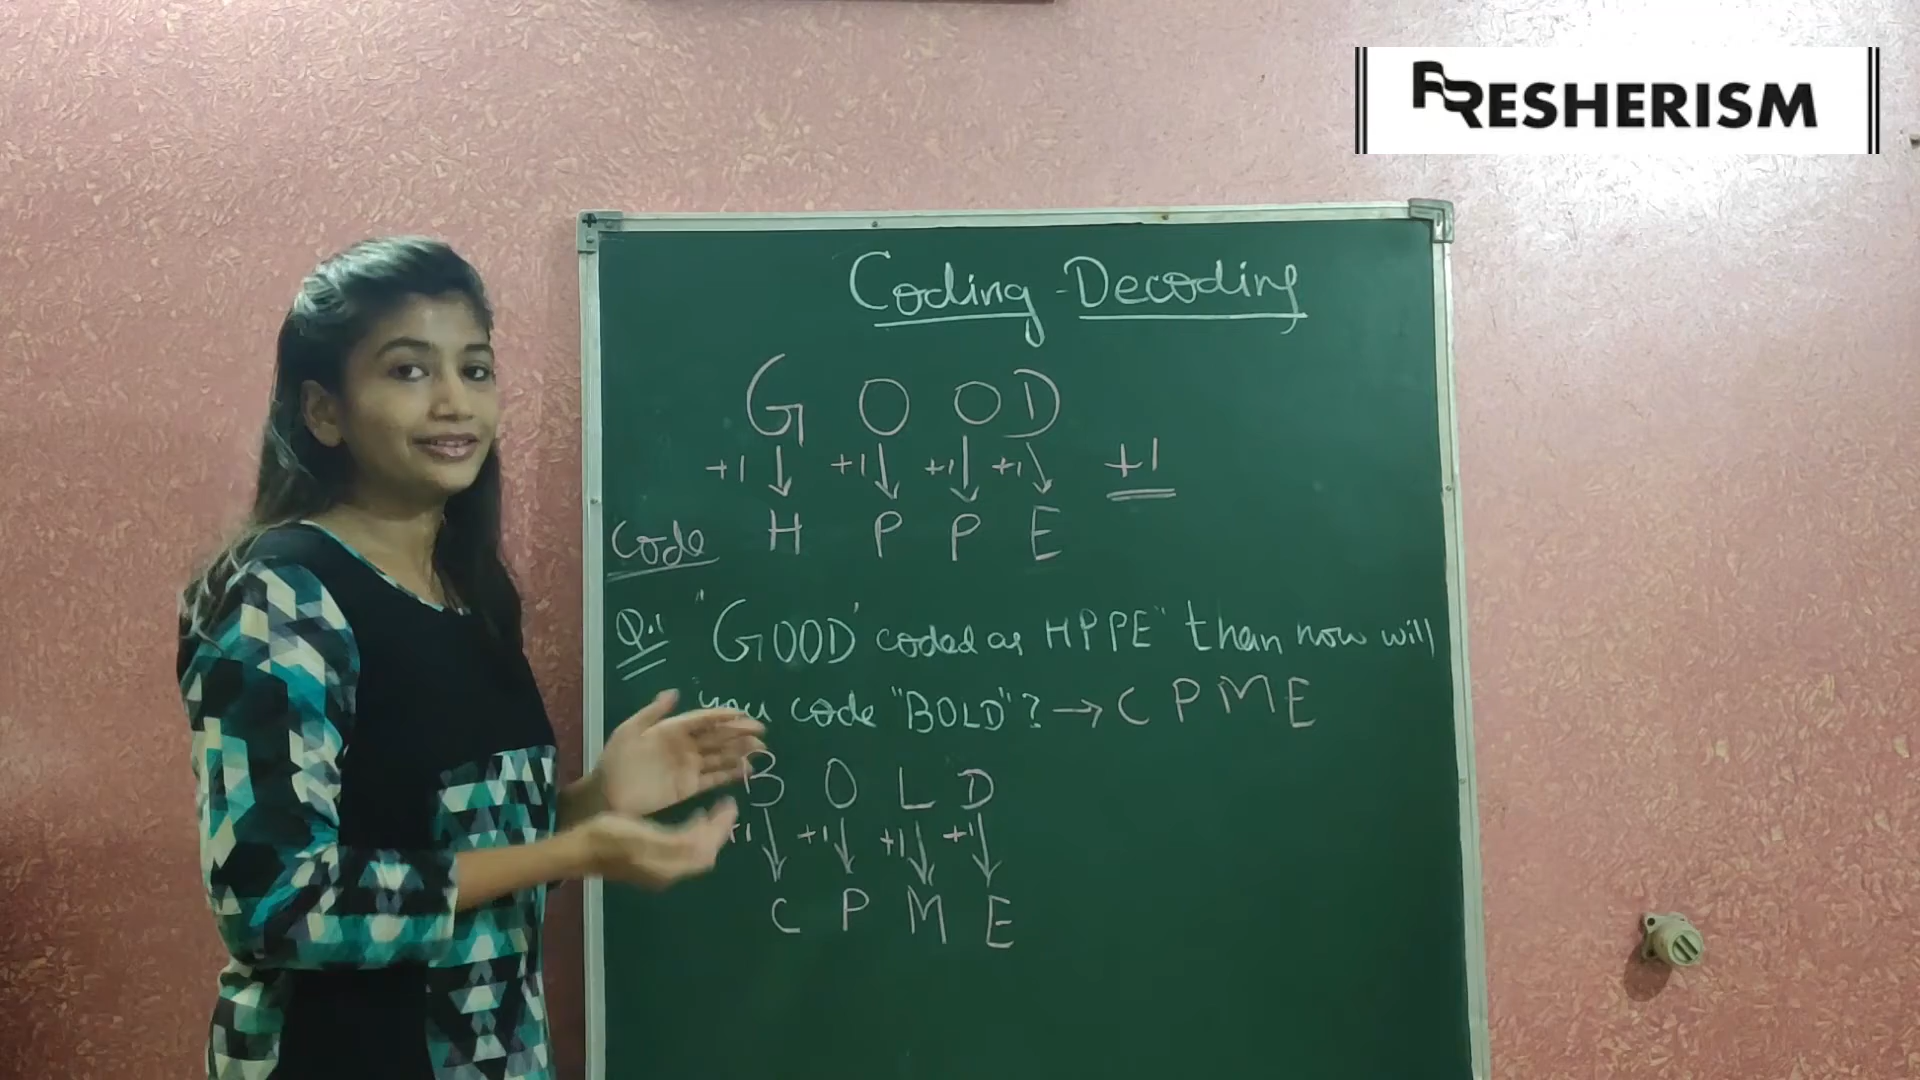 FRESHERISM
Coding-Decoding
G O O D
+1 +1 +1 +1 +1
Code H P P E
Q.1 "GOOD' coded as HPPE" than how will
you code "BOLD"? → C P M E
B O L D
+1 +1 +1 +1
C P M E